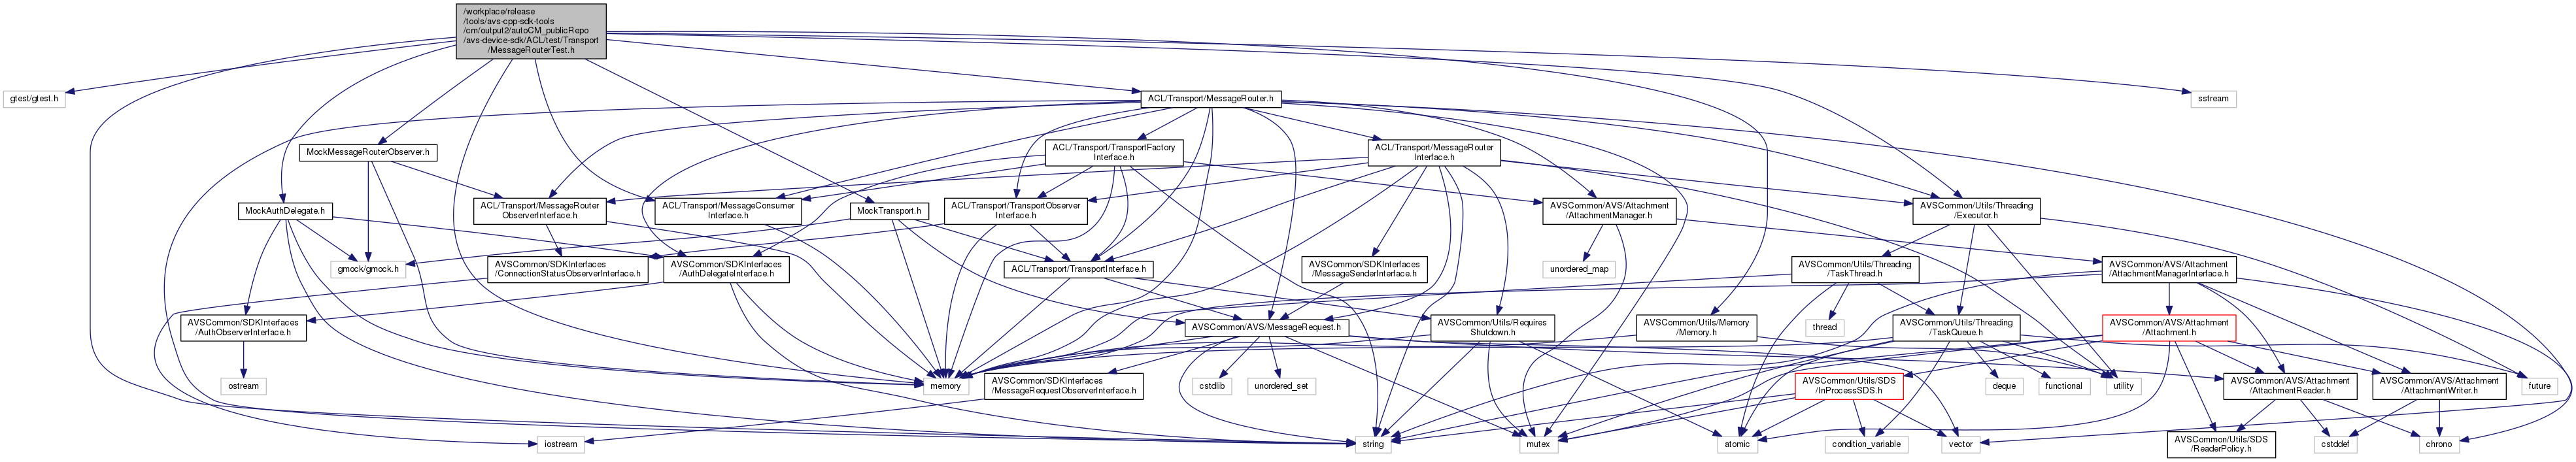 /workplace/release
/tools/avs-cpp-sdk-tools
/cm/output2/autoCM_publicRepo
/avs-device-sdk/ACL/test/Transport
/MessageRouterTest.h
gtest/gtest.h
ACL/Transport/MessageRouter.h
sstream
MockMessageRouterObserver.h
ACL/Transport/TransportFactory
Interface.h
ACL/Transport/MessageRouter
Interface.h
MockAuthDelegate.h
ACL/Transport/MessageRouter
ObserverInterface.h
ACL/Transport/MessageConsumer
Interface.h
MockTransport.h
ACL/Transport/TransportObserver
Interface.h
AVSCommon/AVS/Attachment
/AttachmentManager.h
AVSCommon/Utils/Threading
/Executor.h
gmock/gmock.h
AVSCommon/SDKInterfaces
/ConnectionStatusObserverInterface.h
AVSCommon/SDKInterfaces
/AuthDelegateInterface.h
ACL/Transport/TransportInterface.h
AVSCommon/SDKInterfaces
/MessageSenderInterface.h
unordered_map
AVSCommon/Utils/Threading
/TaskThread.h
AVSCommon/AVS/Attachment
/AttachmentManagerInterface.h
AVSCommon/SDKInterfaces
/AuthObserverInterface.h
AVSCommon/AVS/MessageRequest.h
AVSCommon/Utils/Requires
Shutdown.h
AVSCommon/Utils/Memory
/Memory.h
thread
AVSCommon/Utils/Threading
/TaskQueue.h
AVSCommon/AVS/Attachment
/Attachment.h
ostream
memory
AVSCommon/SDKInterfaces
/MessageRequestObserverInterface.h
cstdlib
unordered_set
AVSCommon/Utils/SDS
/InProcessSDS.h
deque
functional
utility
AVSCommon/AVS/Attachment
/AttachmentReader.h
AVSCommon/AVS/Attachment
/AttachmentWriter.h
future
iostream
string
mutex
atomic
condition_variable
vector
AVSCommon/Utils/SDS
/ReaderPolicy.h
cstddef
chrono